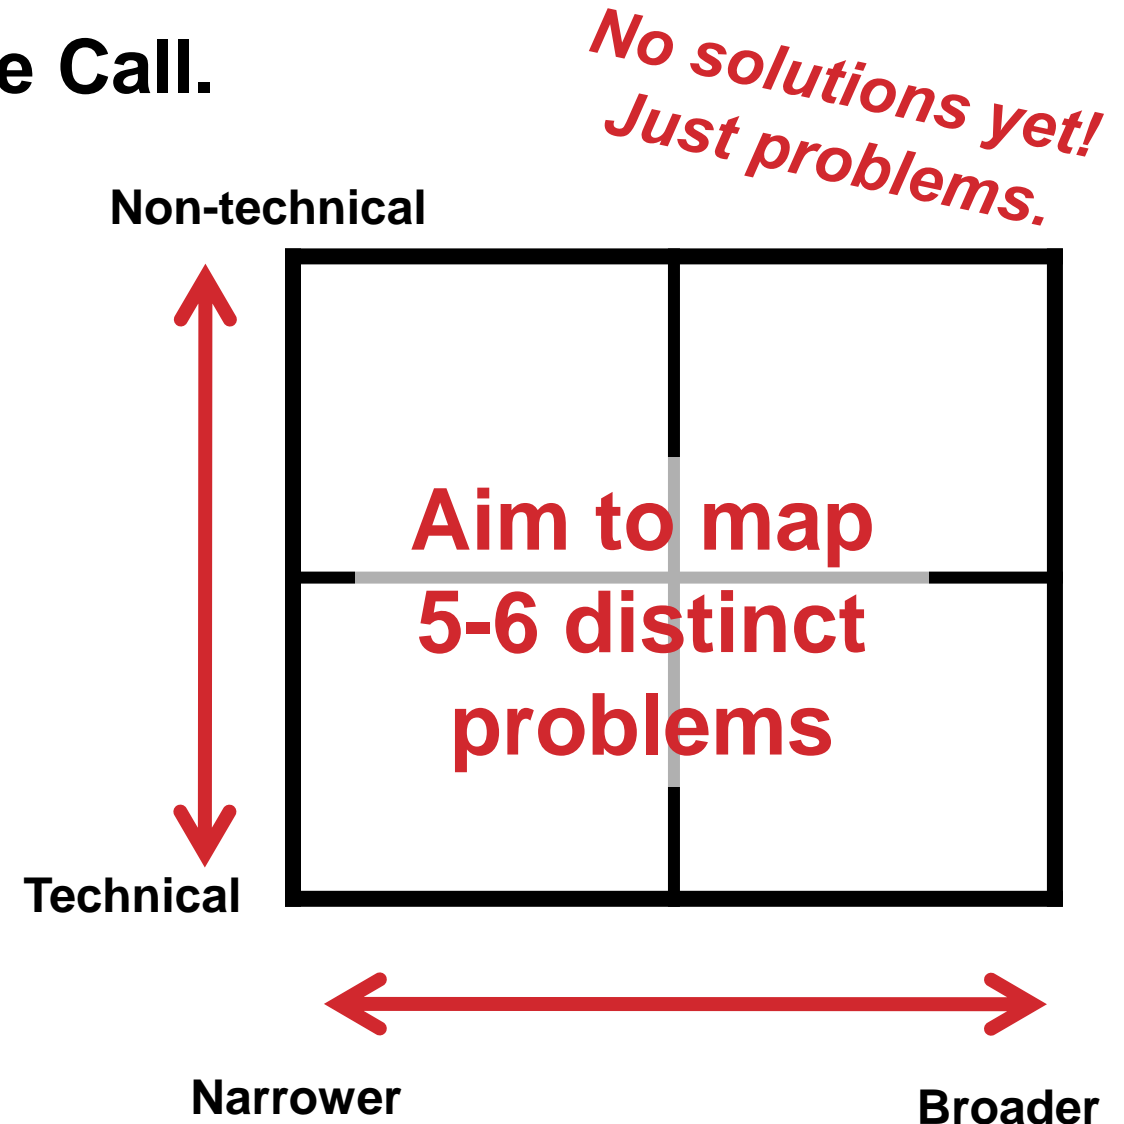 e Call.
No solutions yet!
Just problems.
Non-technical
Aim to map
5-6 distinct
problems
Technical
Narrower
Broader